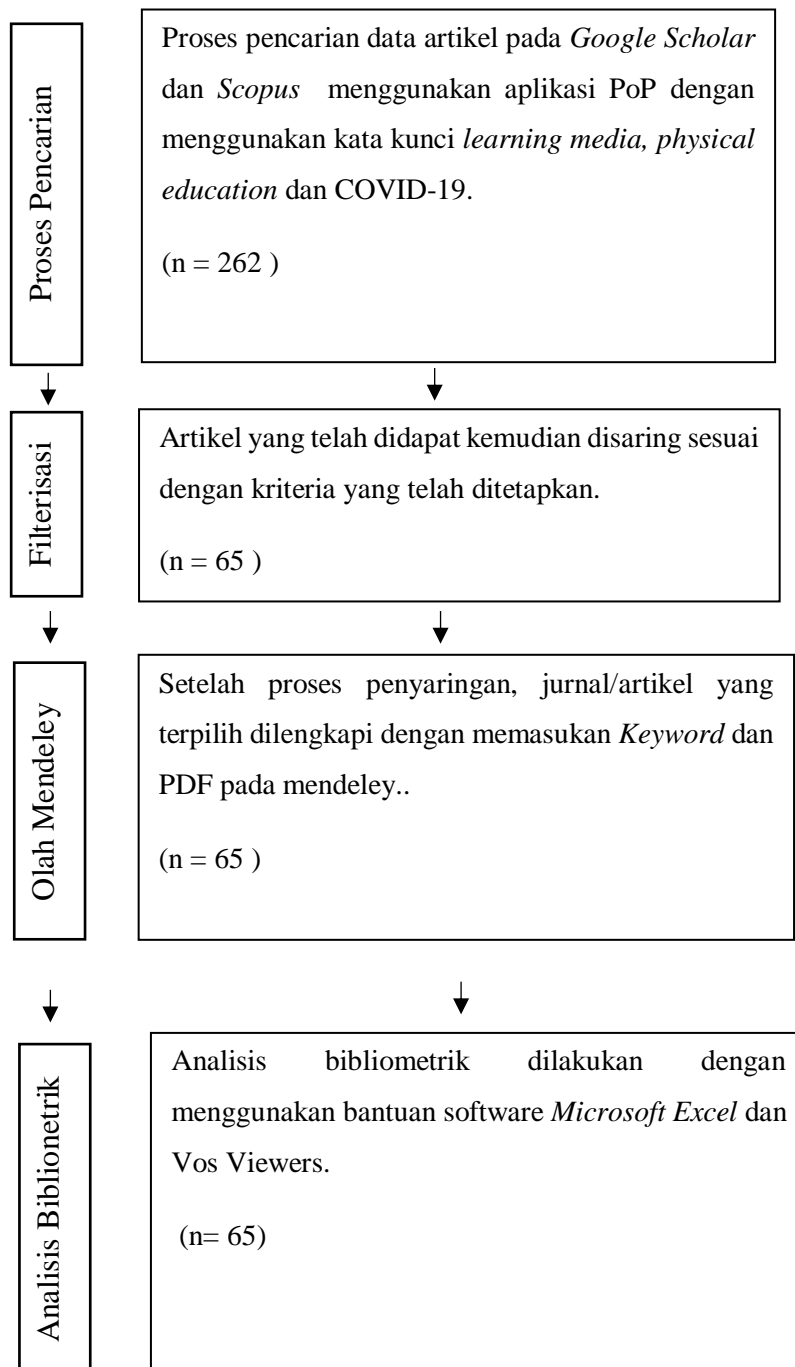 Proses Pencarian
Proses pencarian data artikel pada Google Scholar
dan Scopus menggunakan aplikasi PoP dengan
menggunakan kata kunci learning media, physical
education dan COVID-19.
(n = 262 )
Filterisasi
Artikel yang telah didapat kemudian disaring sesuai
dengan kriteria yang telah ditetapkan.
(n = 65 )
Olah Mendeley
Setelah proses penyaringan, jurnal/artikel yang
terpilih dilengkapi dengan memasukan Keyword dan
PDF pada mendeley..
(n = 65 )
Analisis Biblionetrik
Analisis bibliometrik dilakukan dengan
menggunakan bantuan software Microsoft Excel dan
Vos Viewers.
(n= 65)